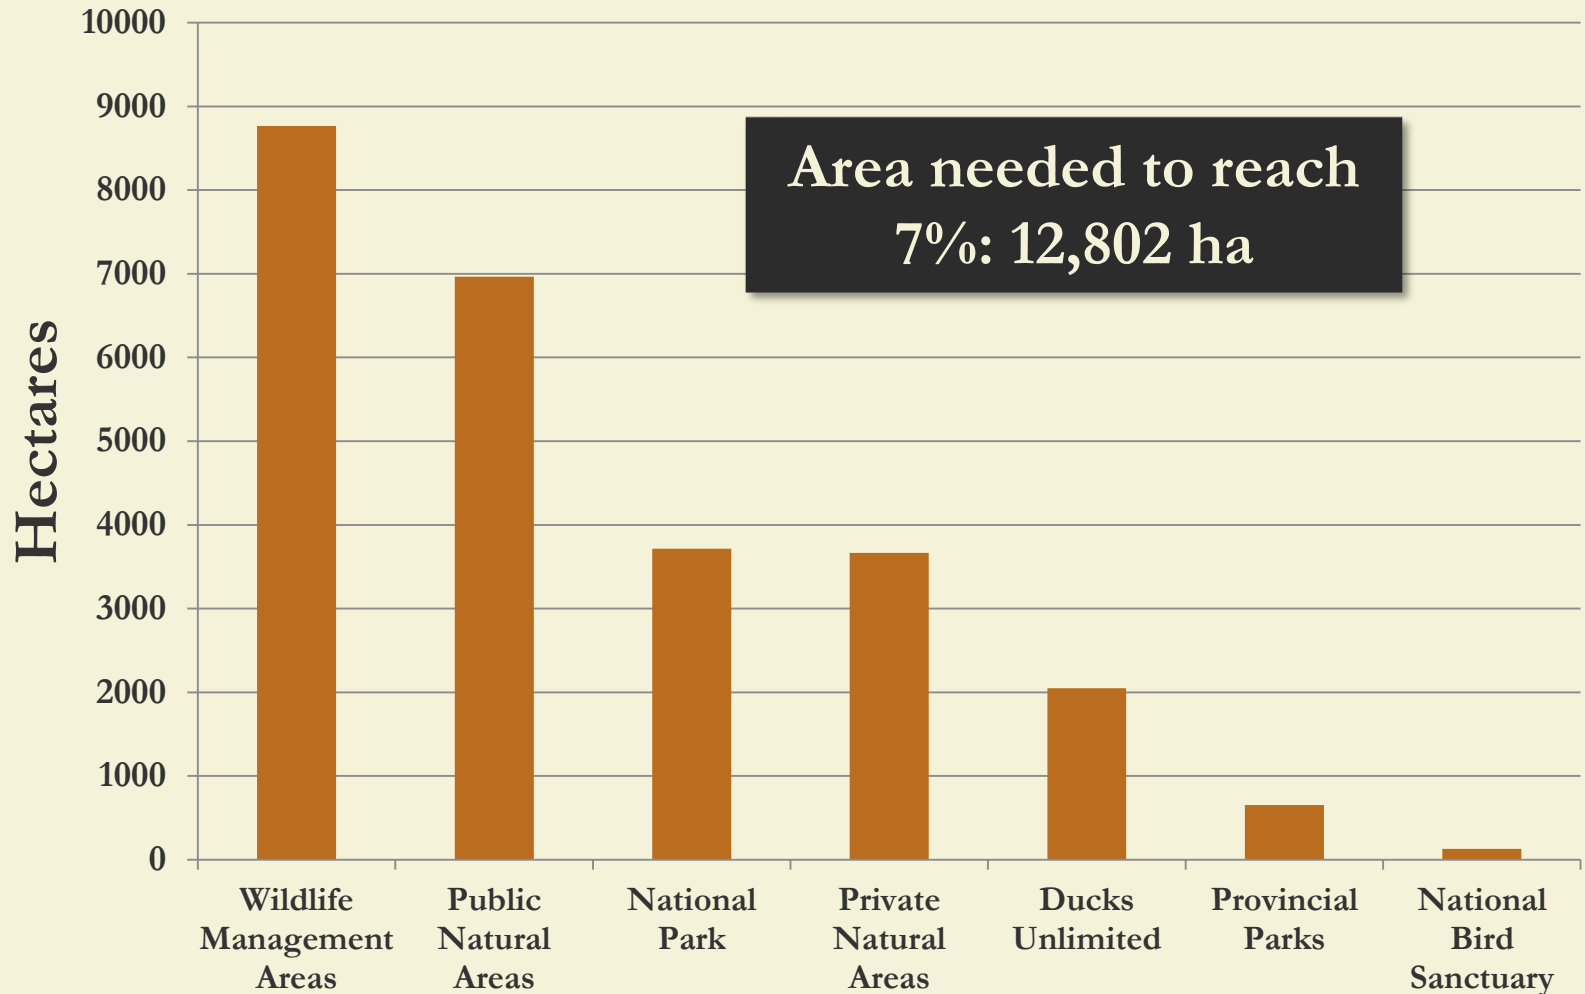 10000
9000
8000
7000
6000
5000
4000
3000
2000
1000
0
Hectares
Area needed to reach
7%: 12,802 ha
Wildlife
Management
Areas
Public
Natural
Areas
National
Park
Private
Natural
Areas
Ducks
Unlimited
Provincial
Parks
National
Bird
Sanctuary